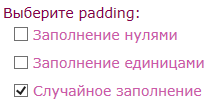 Выберите padding:
Заполнение нулями
Заполнение единицами
Случайное заполнение